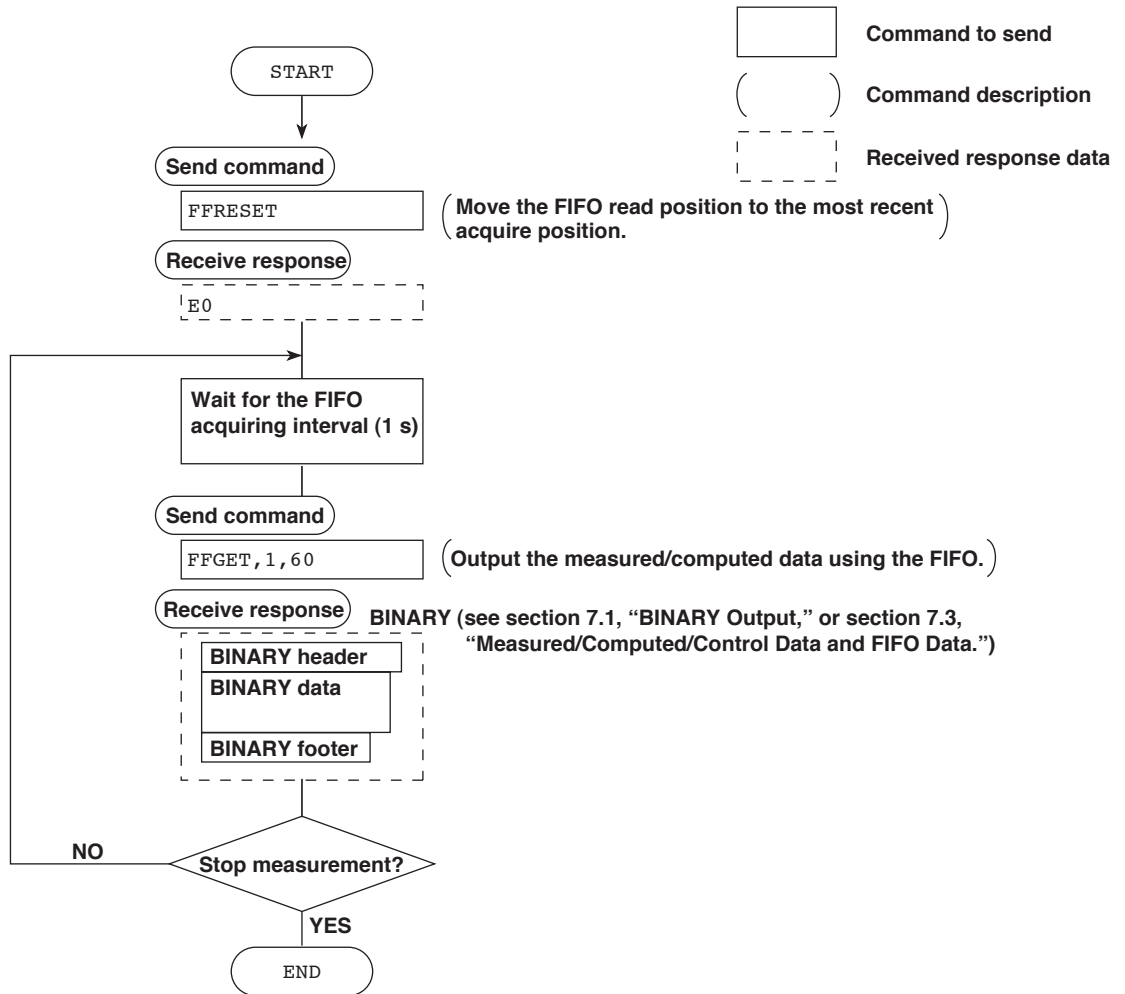 Command to send
START
Command description
Received response data
Send command
FFRESET
Move the FIFO read position to the most recent
acquire position.
Receive response
E0
Wait for the FIFO
acquiring interval (1 s)
Send command
FFGET,1,60
Output the measured/computed data using the FIFO.
Receive response
BINARY (see section 7.1, “BINARY Output,” or section 7.3,
“Measured/Computed/Control Data and FIFO Data.”)
BINARY header
BINARY data
BINARY footer
NO
Stop measurement?
YES
END